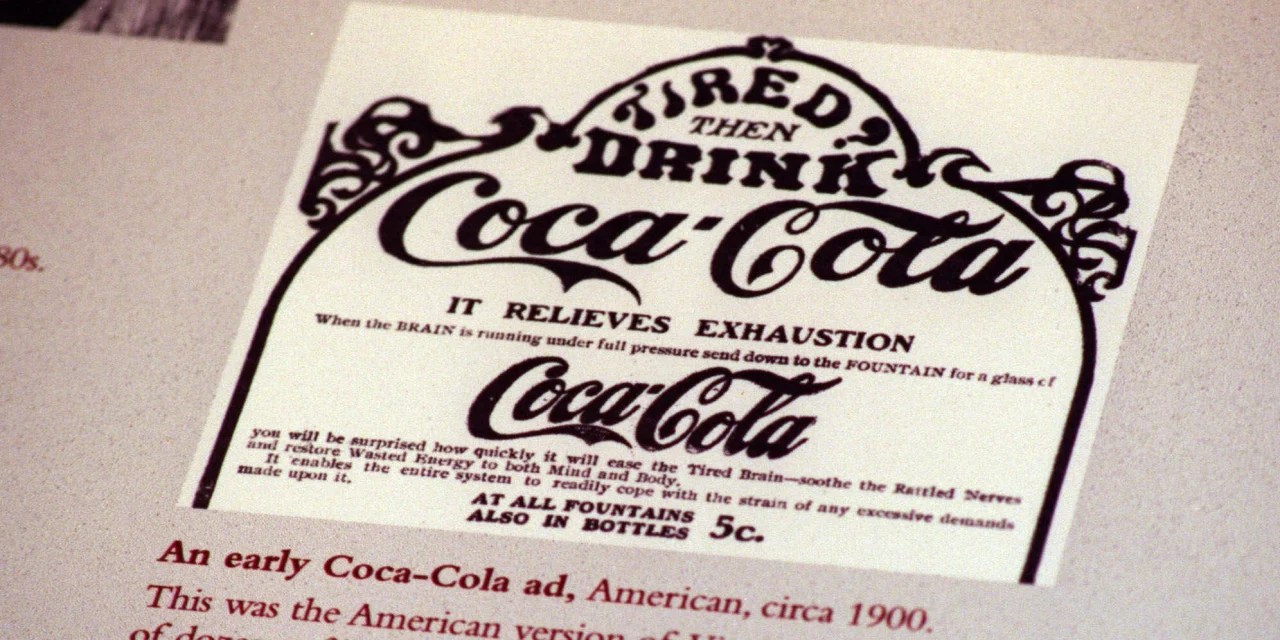 80s.
TIRED?
THEN
DRINK
Coca-Cola
IT RELIEVES EXHAUSTION
When the BRAIN is running under full pressure send down to the FOUNTAIN for a glass of
Coca-Cola
you will be surprised how quickly it will ease the Tired Brain—soothe the Rattled Nerves
and restore Wasted Energy to both Mind and Body.
It enables the entire system to readily cope with the strain of any excessive demands
made upon it.
AT ALL FOUNTAINS 5c.
ALSO IN BOTTLES
An early Coca-Cola ad, American, circa 1900.
This was the American version of